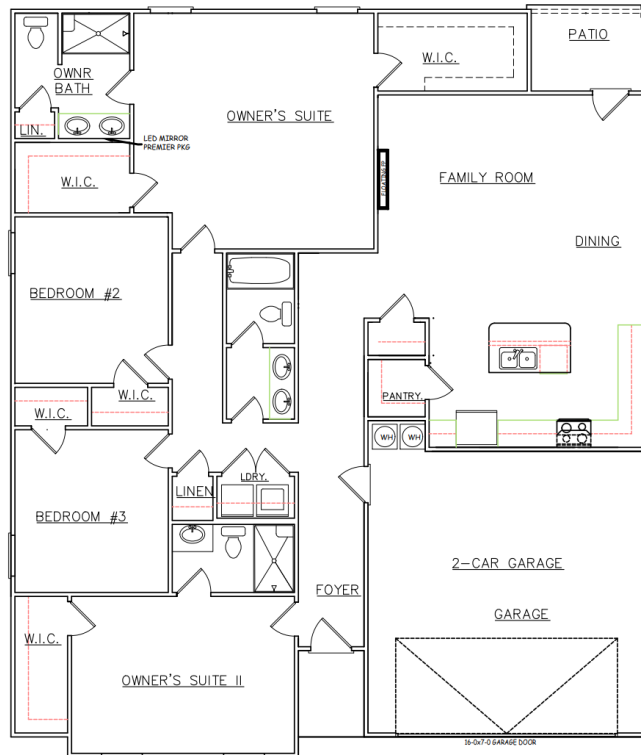 PATIO
W.I.C.
OWNR
BATH
OWNER'S SUITE
LIN.
LED MIRROR
PREMIER PKG
W.I.C.
FAMILY ROOM
DINING
BEDROOM #2
W.I.C.
W.I.C.
PANTRY.
WH
WH
LDRY.
LINEN
BEDROOM #3
2-CAR GARAGE
FOYER
GARAGE
W.I.C.
OWNER'S SUITE II
16-0x7-0 GARAGE DOOR